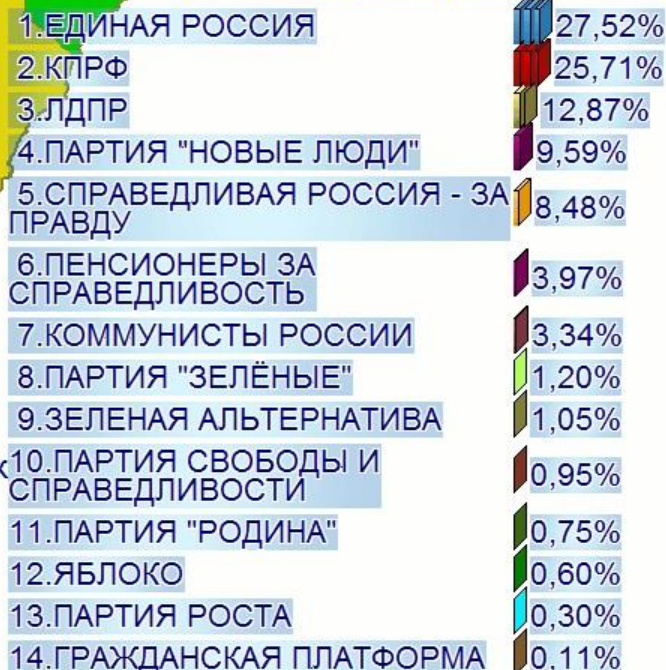 1.ЕДИНАЯ РОССИЯ 27,52%
2.КПРФ 25,71%
3.ЛДПР 12,87%
4.ПАРТИЯ "НОВЫЕ ЛЮДИ" 9,59%
5.СПРАВЕДЛИВАЯ РОССИЯ - ЗА
ПРАВДУ 8,48%
6.ПЕНСИОНЕРЫ ЗА
СПРАВЕДЛИВОСТЬ 3,97%
7.КОММУНИСТЫ РОССИИ 3,34%
8.ПАРТИЯ "ЗЕЛЁНЫЕ" 1,20%
9.ЗЕЛЕНАЯ АЛЬТЕРНАТИВА 1,05%
10.ПАРТИЯ СВОБОДЫ И
СПРАВЕДЛИВОСТИ 0,95%
11.ПАРТИЯ "РОДИНА" 0,75%
12.ЯБЛОКО 0,60%
13.ПАРТИЯ РОСТА 0,30%
14.ГРАЖДАНСКАЯ ПЛАТФОРМА 0,11%